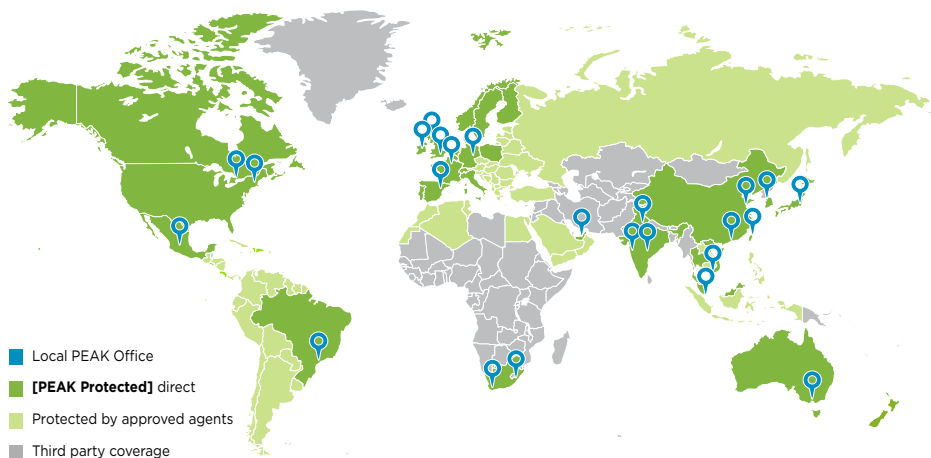 Local PEAK Office
[PEAK Protected] direct
Protected by approved agents
Third party coverage